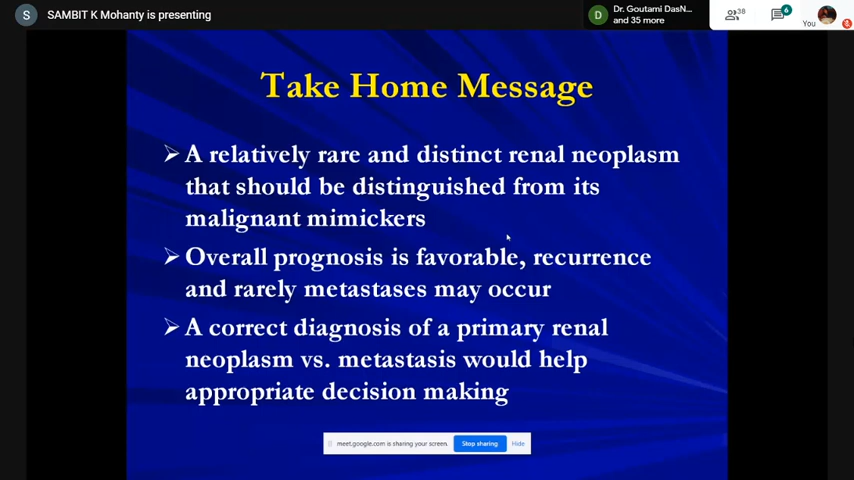 S SAMBIT K Mohanty is presenting
D Dr. Goutami DasN...
and 35 more
38
6
You
Take Home Message
A relatively rare and distinct renal neoplasm
that should be distinguished from its
malignant mimickers
Overall prognosis is favorable, recurrence
and rarely metastases may occur
A correct diagnosis of a primary renal
neoplasm vs. metastasis would help
appropriate decision making
meet.google.com is sharing your screen. Stop sharing Hide